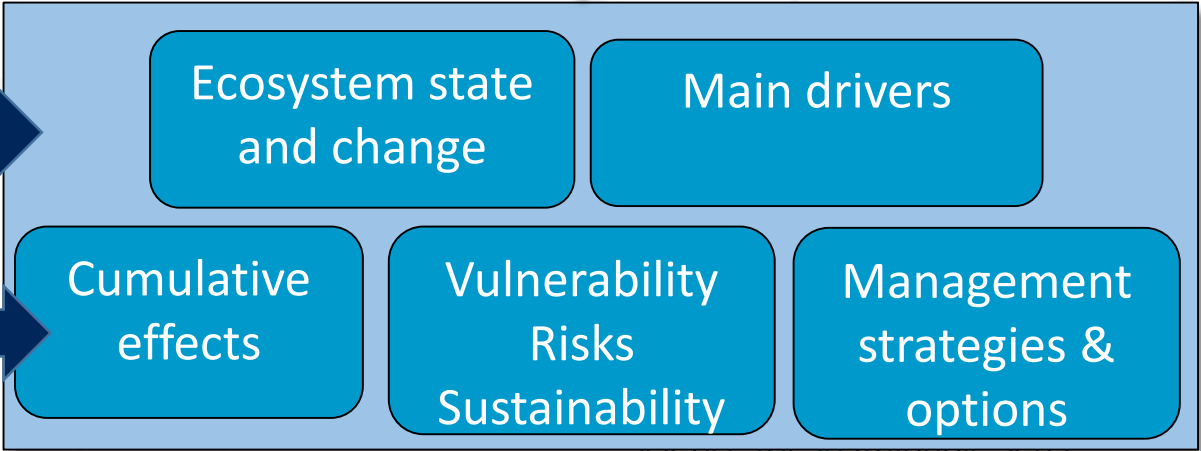 Ecosystem state
and change
Main drivers
Cumulative
effects
Vulnerability
Risks
Sustainability
Management
strategies &
options